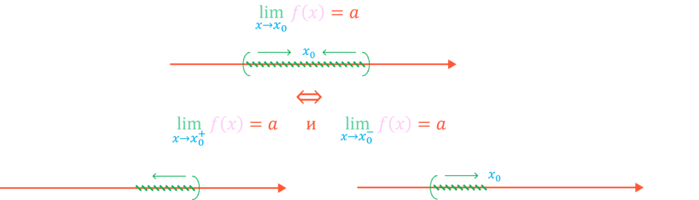 lim f(x) = a
x→x₀
x₀
⇔
lim f(x) = a и lim f(x) = a
x→x₀⁺ x→x₀⁻
x₀